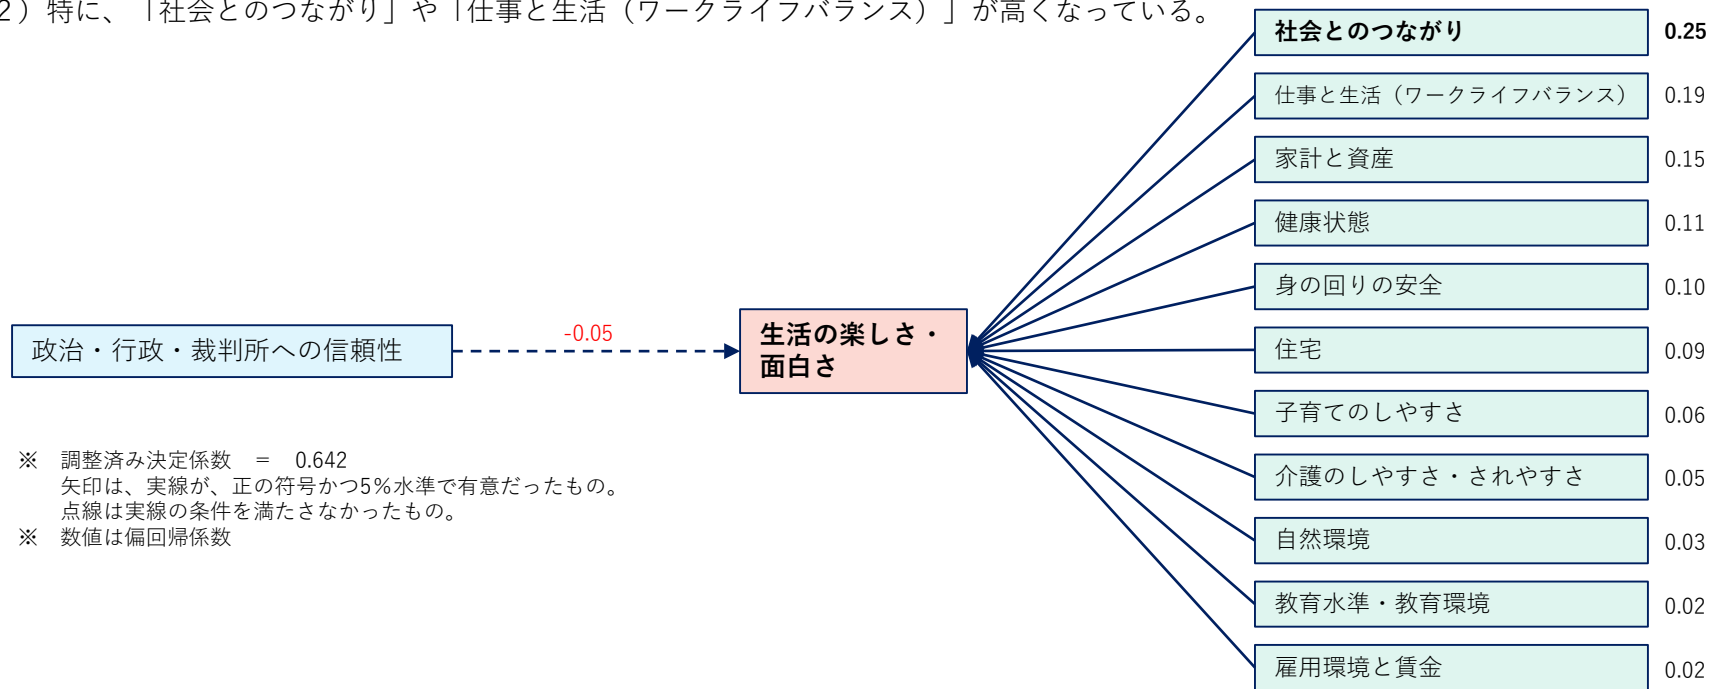 ２）特に、「社会とのつながり」や「仕事と生活（ワークライフバランス）」が高くなっている。
社会とのつながり 0.25
仕事と生活（ワークライフバランス） 0.19
家計と資産 0.15
健康状態 0.11
身の回りの安全 0.10
住宅 0.09
子育てのしやすさ 0.06
介護のしやすさ・されやすさ 0.05
自然環境 0.03
教育水準・教育環境 0.02
雇用環境と賃金 0.02
政治・行政・裁判所への信頼性
-0.05
生活の楽しさ・
面白さ
※　調整済み決定係数　=　0.642
矢印は、実線が、正の符号かつ5%水準で有意だったもの。
点線は実線の条件を満たさなかったもの。
※　数値は偏回帰係数